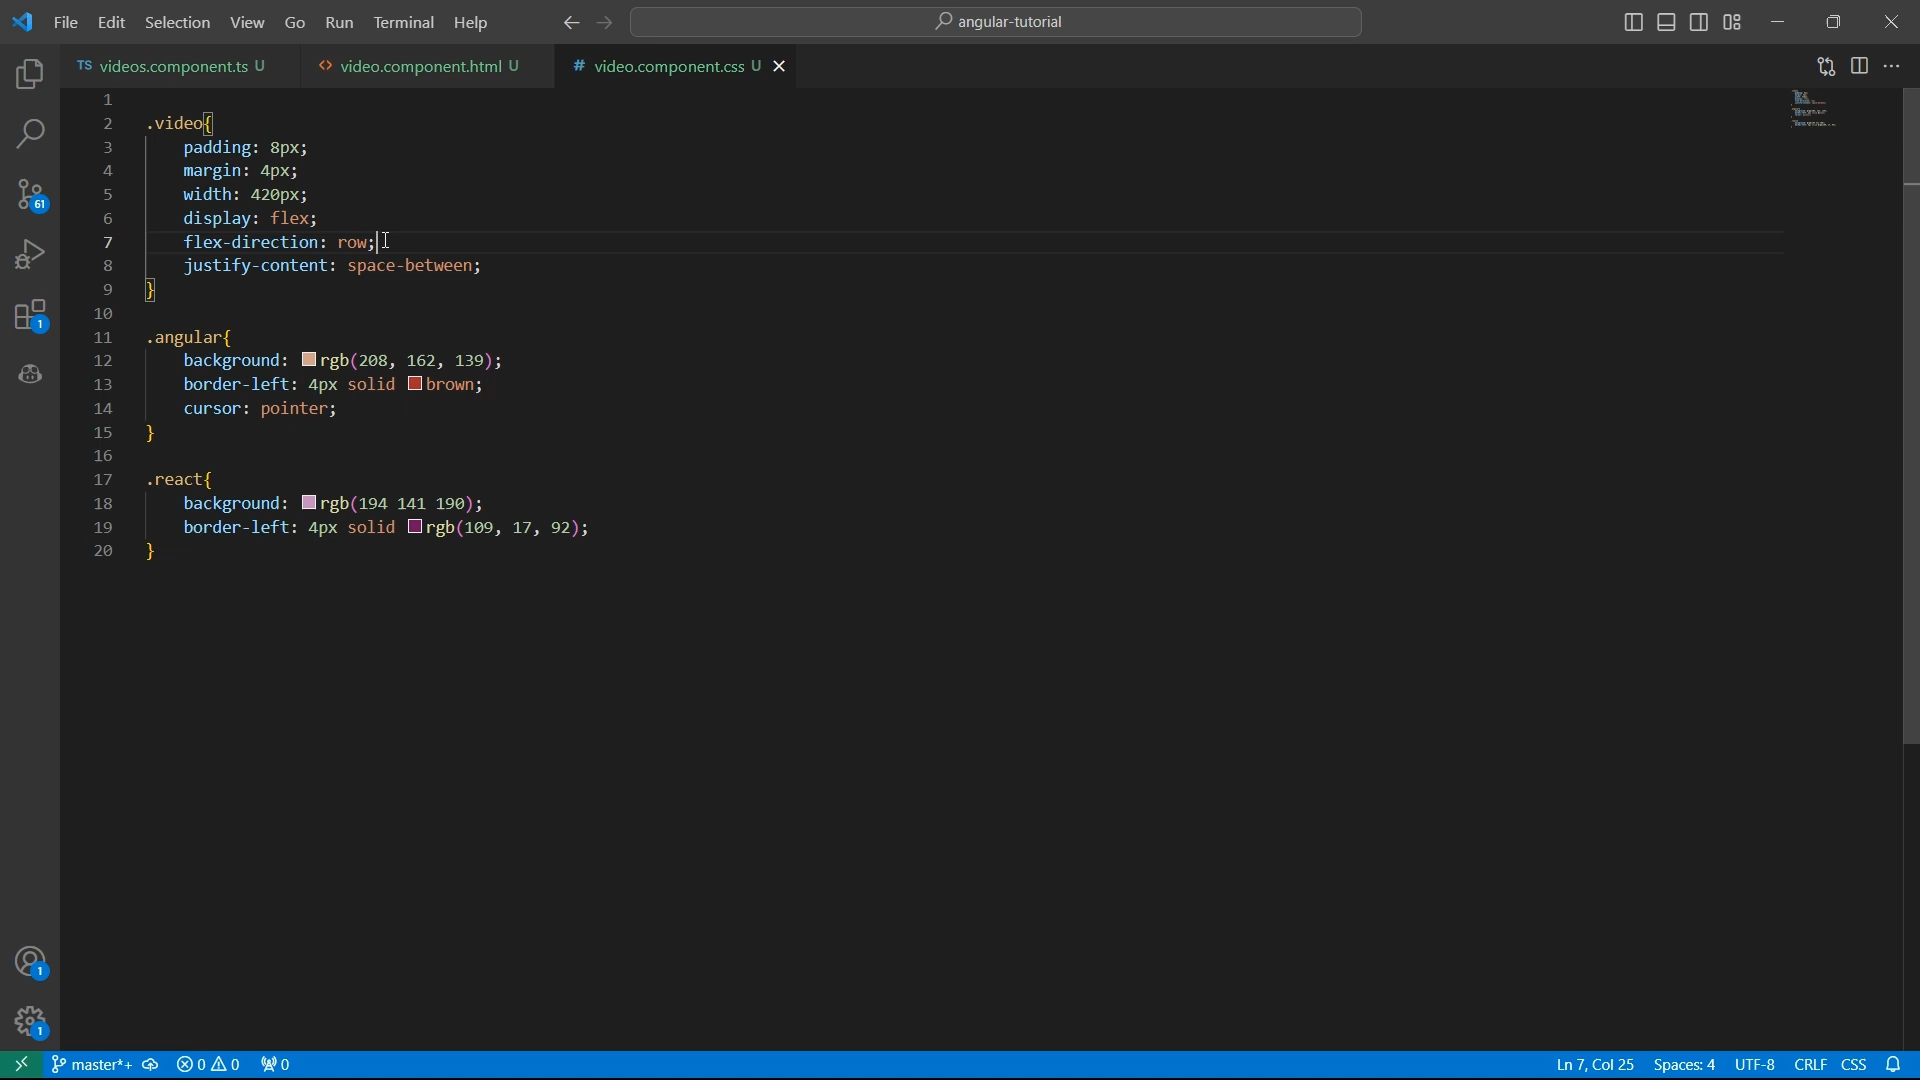 File Edit Selection View Go Run Terminal Help angular-tutorial
TS videos.component.ts U <> video.component.html U # video.component.css U
1
2 .video{
3 padding: 8px;
4 margin: 4px;
5 width: 420px;
6 display: flex;
7 flex-direction: row;
8 justify-content: space-between;
9 }
10
11 .angular{
12 background: rgb(208, 162, 139);
13 border-left: 4px solid brown;
14 cursor: pointer;
15 }
16
17 .react{
18 background: rgb(194 141 190);
19 border-left: 4px solid rgb(109, 17, 92);
20 }
61
1
1
1
master*+ 0 0 0 Ln 7, Col 25 Spaces: 4 UTF-8 CRLF CSS